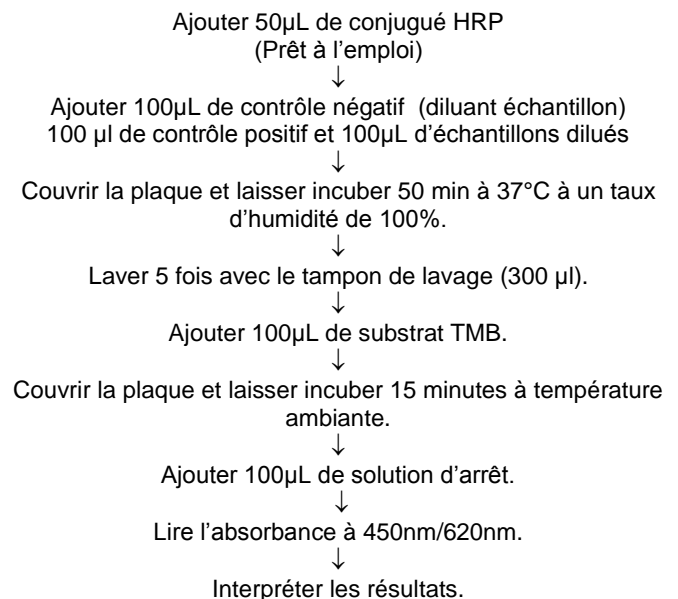 Ajouter 50µL de conjugué HRP
(Prêt à l’emploi)
↓
Ajouter 100µL de contrôle négatif (diluant échantillon)
100 µl de contrôle positif et 100µL d’échantillons dilués
↓
Couvrir la plaque et laisser incuber 50 min à 37°C à un taux
d’humidité de 100%.
↓
Laver 5 fois avec le tampon de lavage (300 µl).
↓
Ajouter 100µL de substrat TMB.
↓
Couvrir la plaque et laisser incuber 15 minutes à température
ambiante.
↓
Ajouter 100µL de solution d’arrêt.
↓
Lire l’absorbance à 450nm/620nm.
↓
Interpréter les résultats.